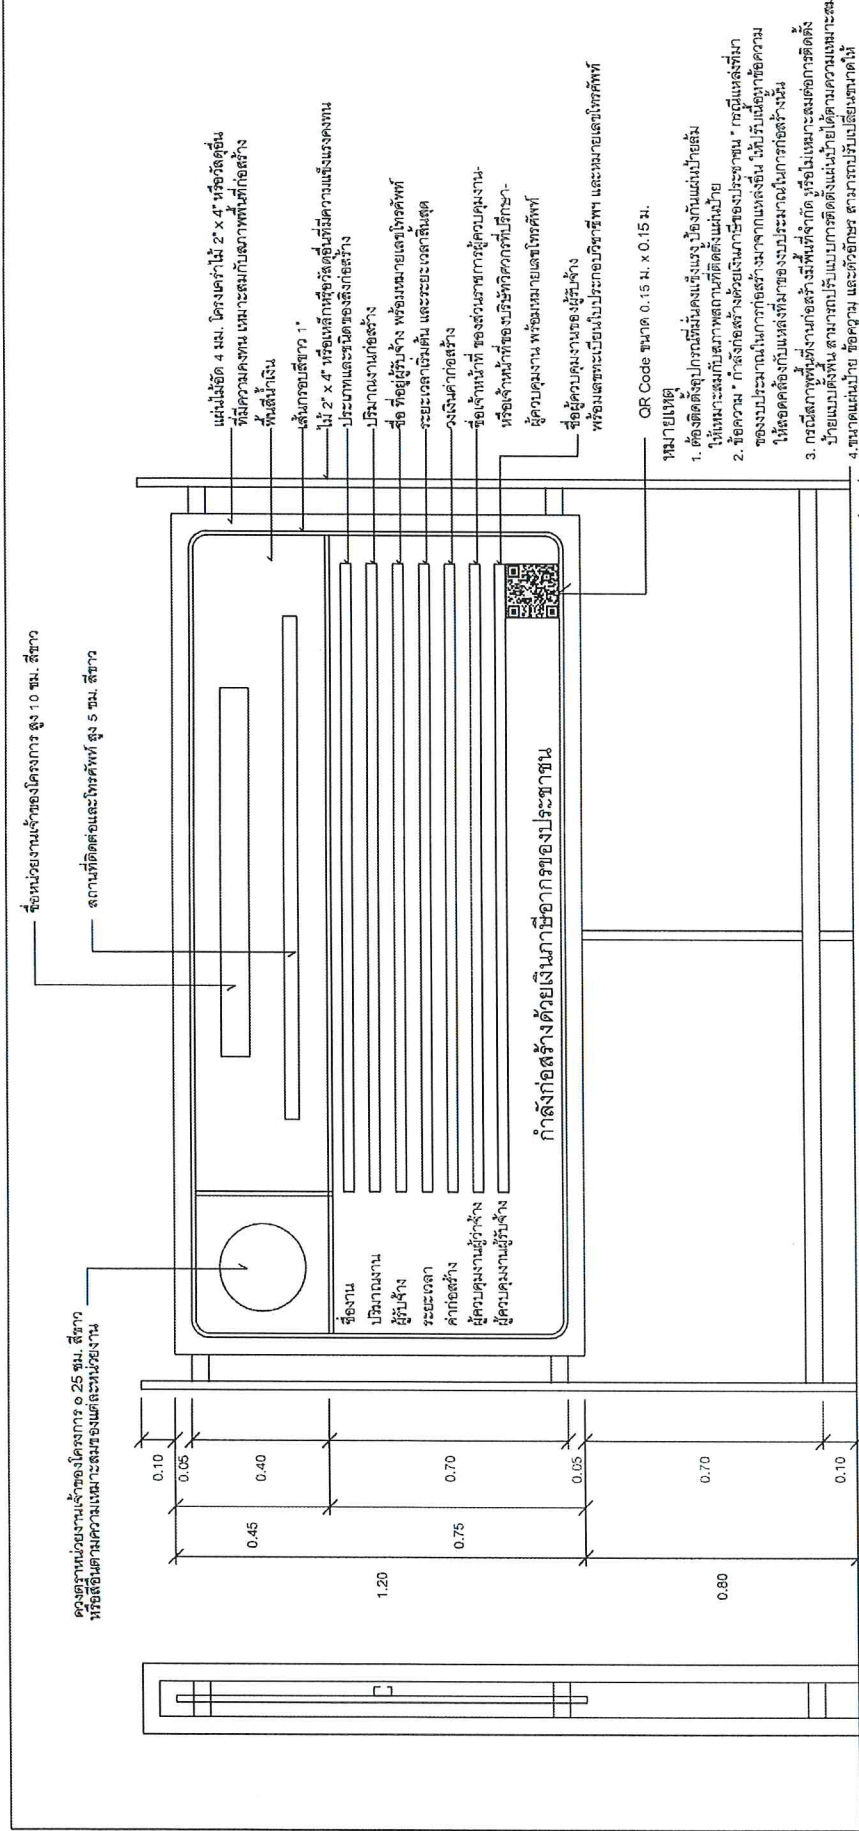 ชื่อหน่วยงานเจ้าของโครงการ สูง 10 ซม. สีขาว
สถานที่ติดต่อและโทรศัพท์ สูง 5 ซม. สีขาว
ดวงตราหน่วยงานเจ้าของโครงการ ø 25 ซม. สีขาว
หรือสีอื่นตามความเหมาะสมของแต่ละหน่วยงาน
แผ่นไม้อัด 4 มม. โครงเคร่าไม้ 2" x 4" หรือวัสดุอื่น
ที่มีความคงทน เหมาะสมกับสภาพพื้นที่ก่อสร้าง
พื้นสีน้ำเงิน
เส้นกรอบสีขาว 1"
ไม้ 2" x 4" หรือเหล็กหรือวัสดุอื่นที่มีความแข็งแรงคงทน
ประเภทและชนิดของสิ่งก่อสร้าง
ปริมาณงานก่อสร้าง
ชื่อ ที่อยู่ผู้รับจ้าง พร้อมหมายเลขโทรศัพท์
ระยะเวลาเริ่มต้น และระยะเวลาสิ้นสุด
วงเงินค่าก่อสร้าง
ชื่อเจ้าหน้าที่ ของส่วนราชการผู้ควบคุมงาน-
หรือเจ้าหน้าที่ของบริษัทวิศวกรที่ปรึกษา-
ผู้ควบคุมงาน พร้อมหมายเลขโทรศัพท์
ชื่อผู้ควบคุมงานของผู้รับจ้าง
พร้อมเลขทะเบียนใบประกอบวิชาชีพฯ และหมายเลขโทรศัพท์
QR Code ขนาด 0.15 ม. x 0.15 ม.
ชื่องาน
ปริมาณงาน
ผู้รับจ้าง
ระยะเวลา
ค่าก่อสร้าง
ผู้ควบคุมงานผู้ว่าจ้าง
ผู้ควบคุมงานผู้รับจ้าง
กำลังก่อสร้างด้วยเงินภาษีอากรของประชาชน
0.10
0.05
0.40
0.70
0.05
0.70
0.10
0.45
0.75
1.20
0.80
หมายเหตุ
1. ต้องติดตั้งอุปกรณ์ที่มั่นคงแข็งแรง ป้องกันแผ่นป้ายล้ม
ให้เหมาะสมกับสภาพสถานที่ติดตั้งแผ่นป้าย
2. ข้อความ " กำลังก่อสร้างด้วยเงินภาษีของประชาชน " กรณีแหล่งที่มา
ของงบประมาณในการก่อสร้างมาจากแหล่งอื่น ให้ปรับเนื้อหาข้อความ
ให้สอดคล้องกับแหล่งที่มาของงบประมาณในการก่อสร้างนั้น
3. กรณีสภาพพื้นที่งานก่อสร้างมีพื้นที่จำกัด หรือไม่เหมาะสมต่อการติดตั้ง
ป้ายแบบตั้งพื้น สามารถปรับแบบการติดตั้งแผ่นป้ายได้ตามความเหมาะสม
4. ขนาดแผ่นป้าย ข้อความ และตัวอักษร สามารถปรับเปลี่ยนขนาดให้